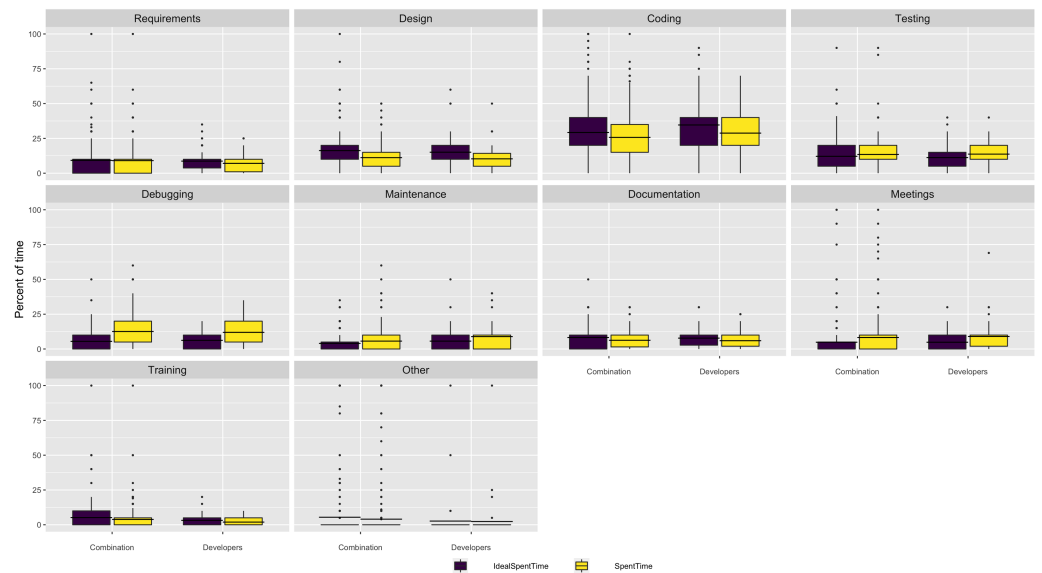 Requirements Design Coding Testing
100
75
50
25
0
Debugging Maintenance Documentation Meetings
Percent of time
100
75
50
25
0
Combination Developers Combination Developers
Training Other
100
75
50
25
0
Combination Developers Combination Developers
IdealSpentTime SpentTime